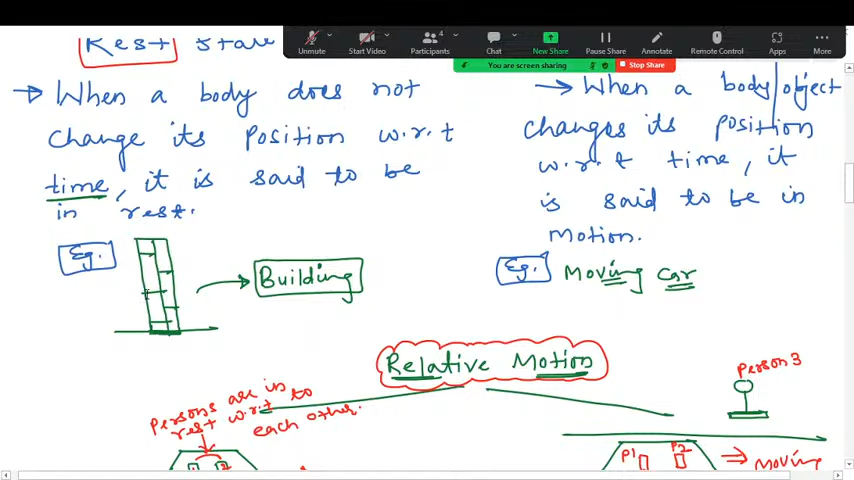 Unmute
Start Video
Participants 4
Chat
New Share
Pause Share
Annotate
Remote Control
Apps
More
You are screen sharing
Stop Share
Rest State
→ When a body does not
change its Position w.r.t
time, it is said to be
in rest.
Eg.
Building
→ When a body/object
changes its position
w.r.t time, it
is said to be in
Motion.
Eg. Moving car
Relative Motion
Persons are in
rest w.r.t to
each other.
Person 3
P1 P2
⇒ Moving